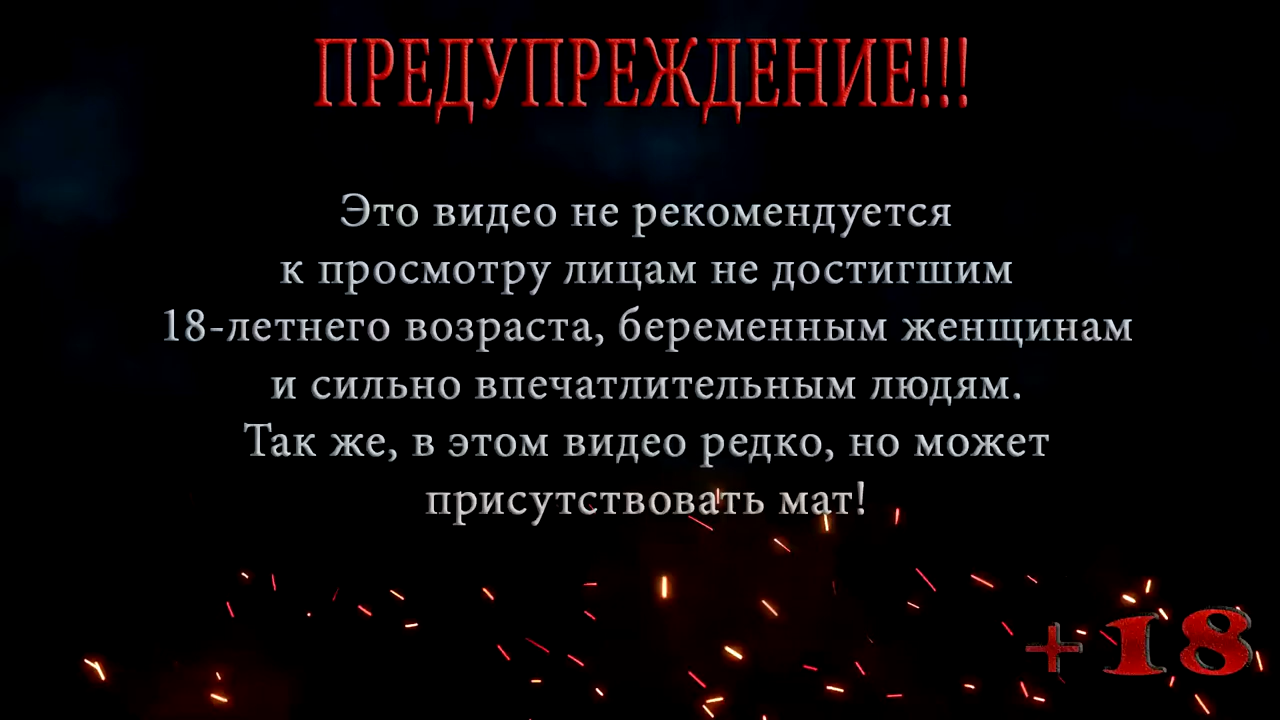 ПРЕДУПРЕЖДЕНИЕ!!!
Это видео не рекомендуется
к просмотру лицам не достигшим
18-летнего возраста, беременным женщинам
и сильно впечатлительным людям.
Так же, в этом видео редко, но может
присутствовать мат!
+18